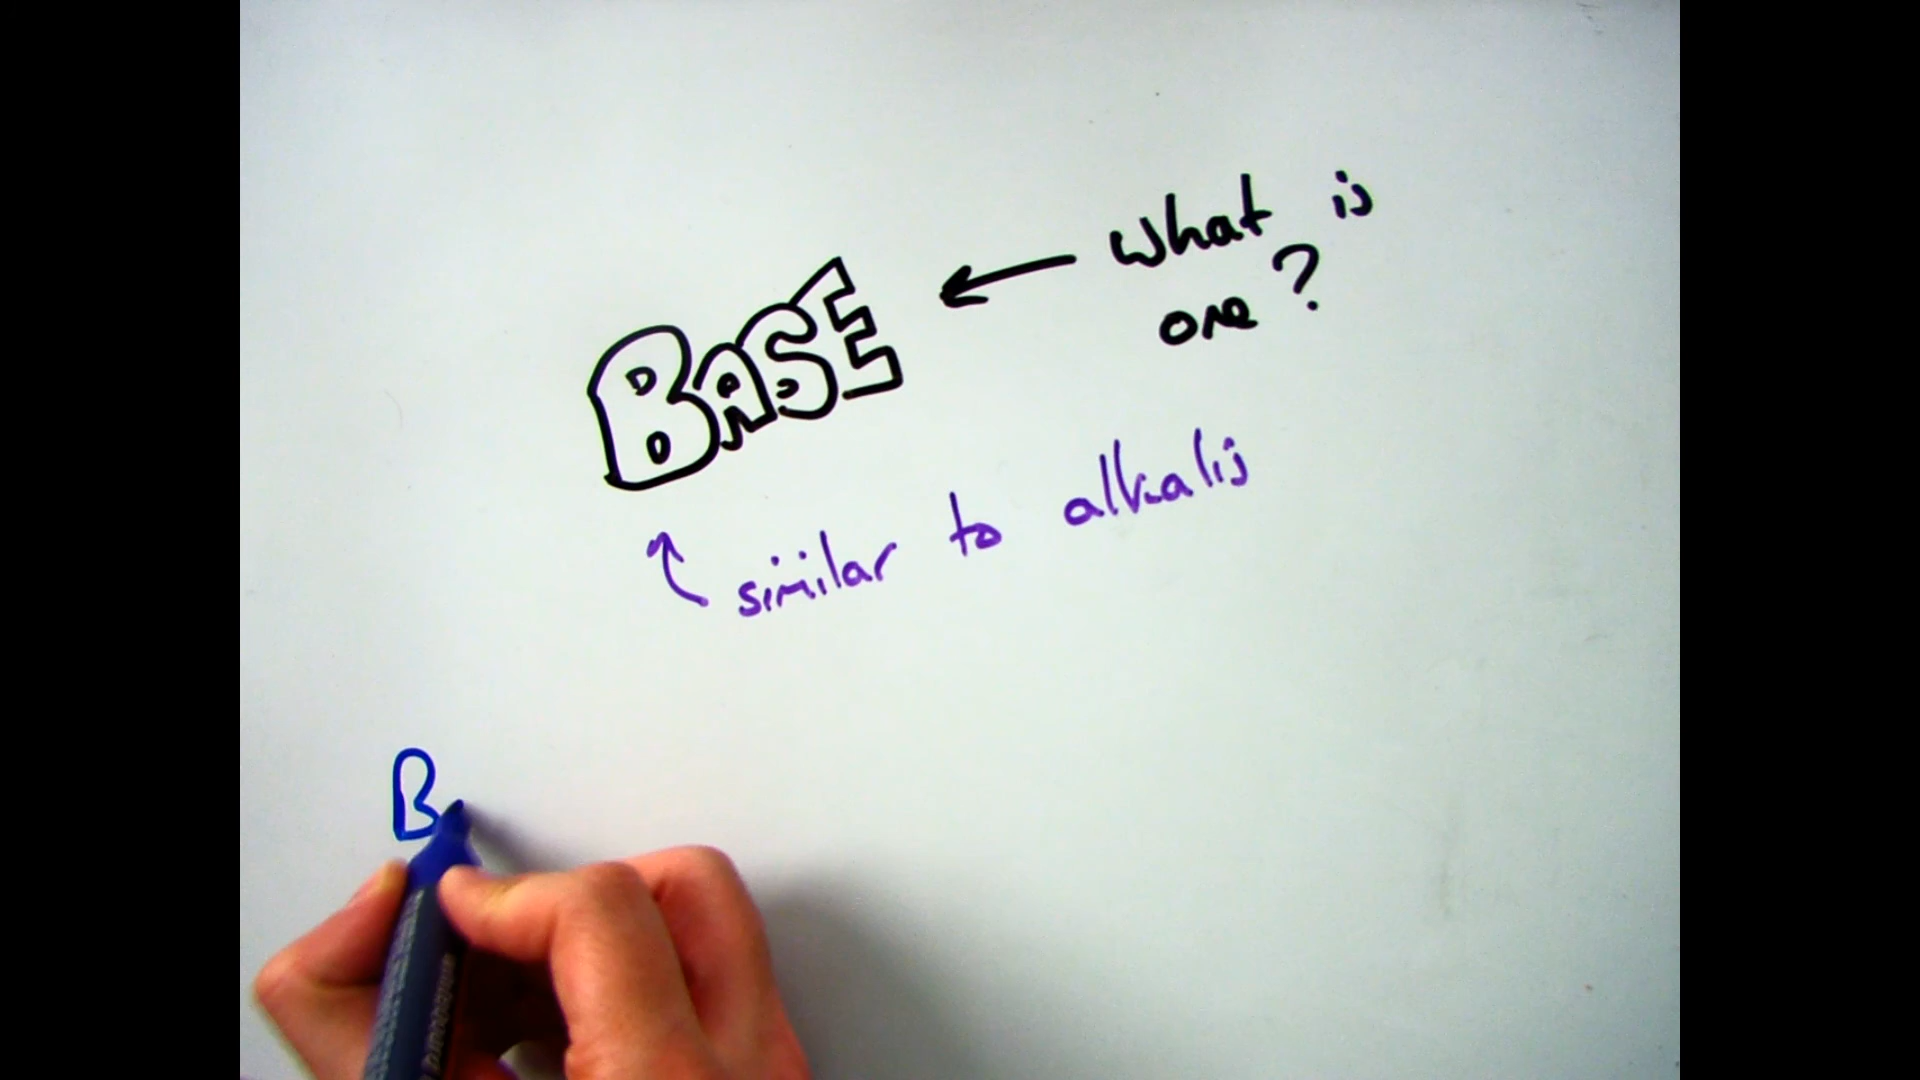 BASE
What is
one?
similar to alkalis
B